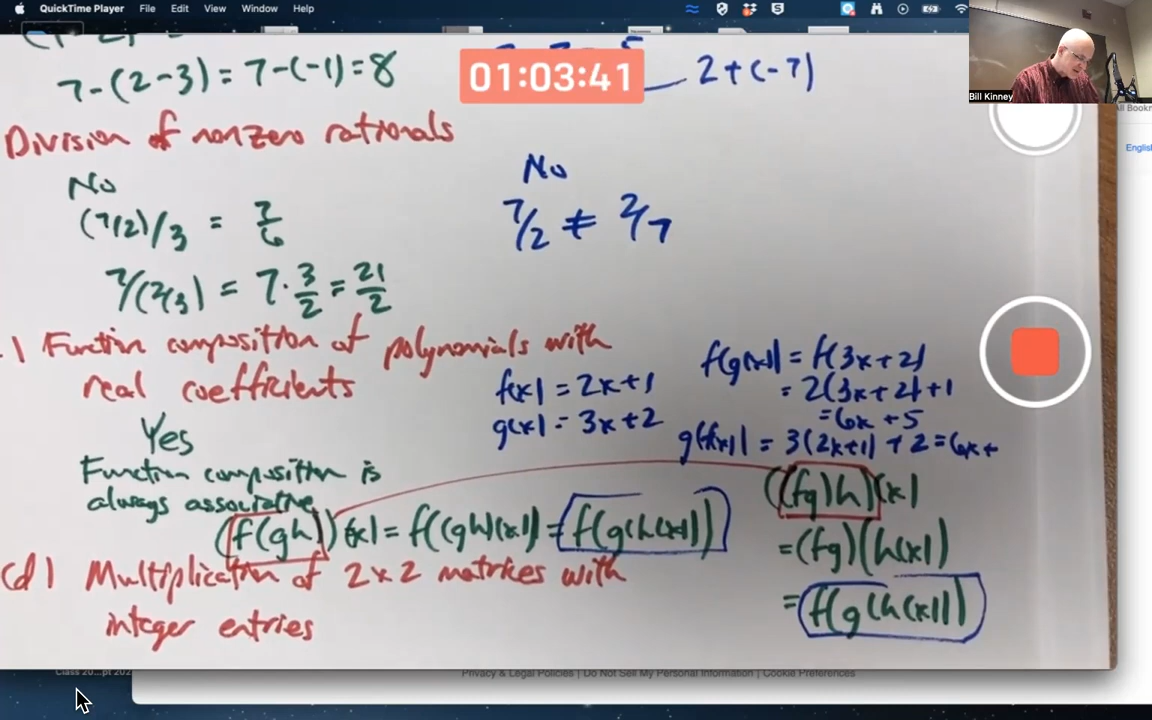 QuickTime Player File Edit View Window Help
7-(2-3) = 7-(-1) = 8
2+(-7)
01:03:41
Bill Kinney
Division of nonzero rationals
No
No
(7/2)/3 = 7/6
7/2 ≠ 2/7
7/(2/3) = 7·3/2 = 21/2
.) Function composition of polynomials with
real coefficients
f(x) = 2x+1
g(x) = 3x+2
f(g(x)) = f(3x+2)
= 2(3x+2)+1
= 6x+5
g(f(x)) = 3(2x+1)+2 = 6x+
Yes
Function composition is
always associative
(f(gh))(x) = f((gh)(x)) = f(g(h(x)))
((fg)h)(x)
= (fg)(h(x))
= f(g(h(x)))
(d) Multiplication of 2x2 matrices with
integer entries
Privacy & Legal Policies | Do Not Sell My Personal Information | Cookie Preferences
All Book
English